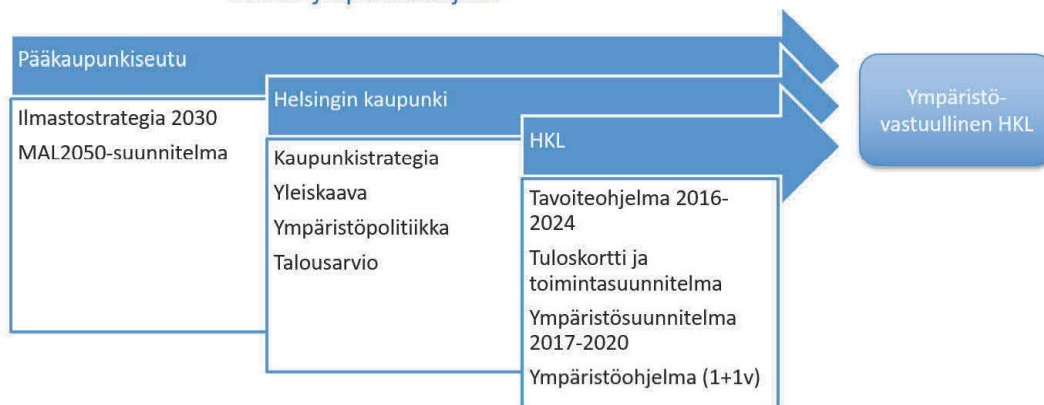 Pääkaupunkiseutu
Ilmastostrategia 2030
MAL2050-suunnitelma
Helsingin kaupunki
Kaupunkistrategia
Yleiskaava
Ympäristöpolitiikka
Talousarvio
HKL
Tavoiteohjelma 2016-
2024
Tuloskortti ja
toimintasuunnitelma
Ympäristösuunnitelma
2017-2020
Ympäristöohjelma (1+1v)
Ympäristö-
vastuullinen HKL